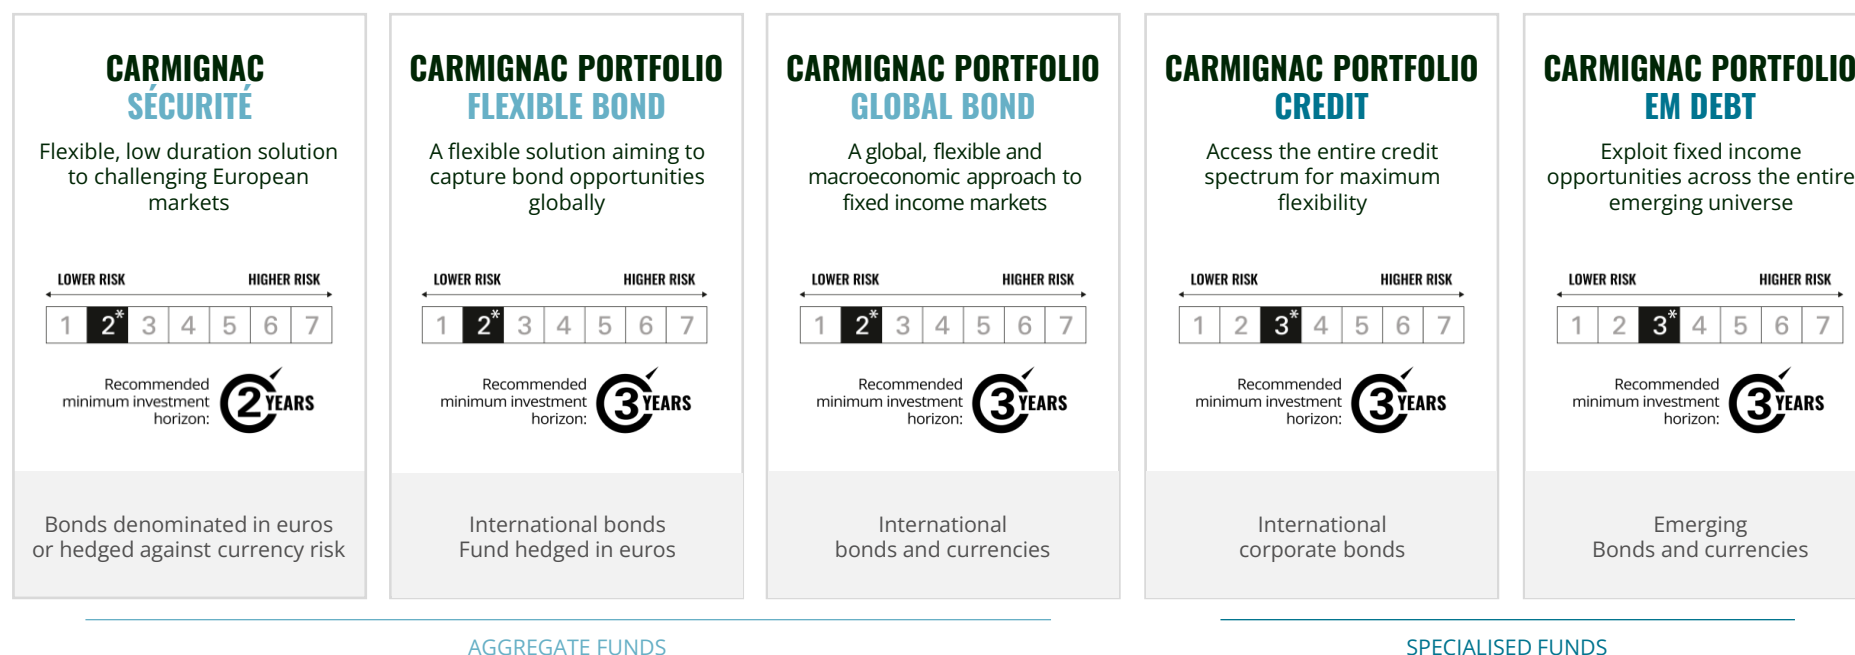 CARMIGNAC
SÉCURITÉ
Flexible, low duration solution
to challenging European
markets
LOWER RISK HIGHER RISK
1 2* 3 4 5 6 7
Recommended
minimum investment
horizon:
2 YEARS
Bonds denominated in euros
or hedged against currency risk
CARMIGNAC PORTFOLIO
FLEXIBLE BOND
A flexible solution aiming to
capture bond opportunities
globally
LOWER RISK HIGHER RISK
1 2* 3 4 5 6 7
Recommended
minimum investment
horizon:
3 YEARS
International bonds
Fund hedged in euros
CARMIGNAC PORTFOLIO
GLOBAL BOND
A global, flexible and
macroeconomic approach to
fixed income markets
LOWER RISK HIGHER RISK
1 2* 3 4 5 6 7
Recommended
minimum investment
horizon:
3 YEARS
International
bonds and currencies
CARMIGNAC PORTFOLIO
CREDIT
Access the entire credit
spectrum for maximum
flexibility
LOWER RISK HIGHER RISK
1 2 3* 4 5 6 7
Recommended
minimum investment
horizon:
3 YEARS
International
corporate bonds
CARMIGNAC PORTFOLIO
EM DEBT
Exploit fixed income
opportunities across the entire
emerging universe
LOWER RISK HIGHER RISK
1 2 3* 4 5 6 7
Recommended
minimum investment
horizon:
3 YEARS
Emerging
Bonds and currencies
AGGREGATE FUNDS
SPECIALISED FUNDS